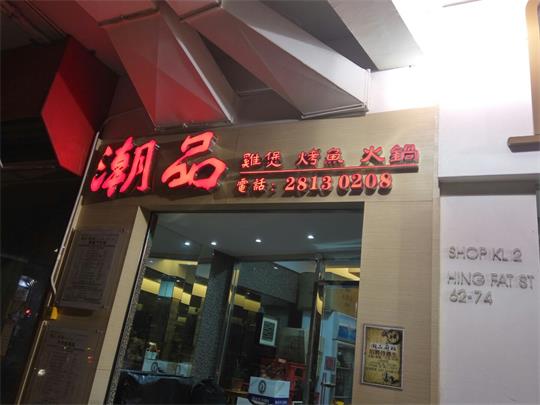 潮品 雞煲 烤魚 火鍋
電話: 2813 0208
SHOP KL 2
HING FAT ST
62-74